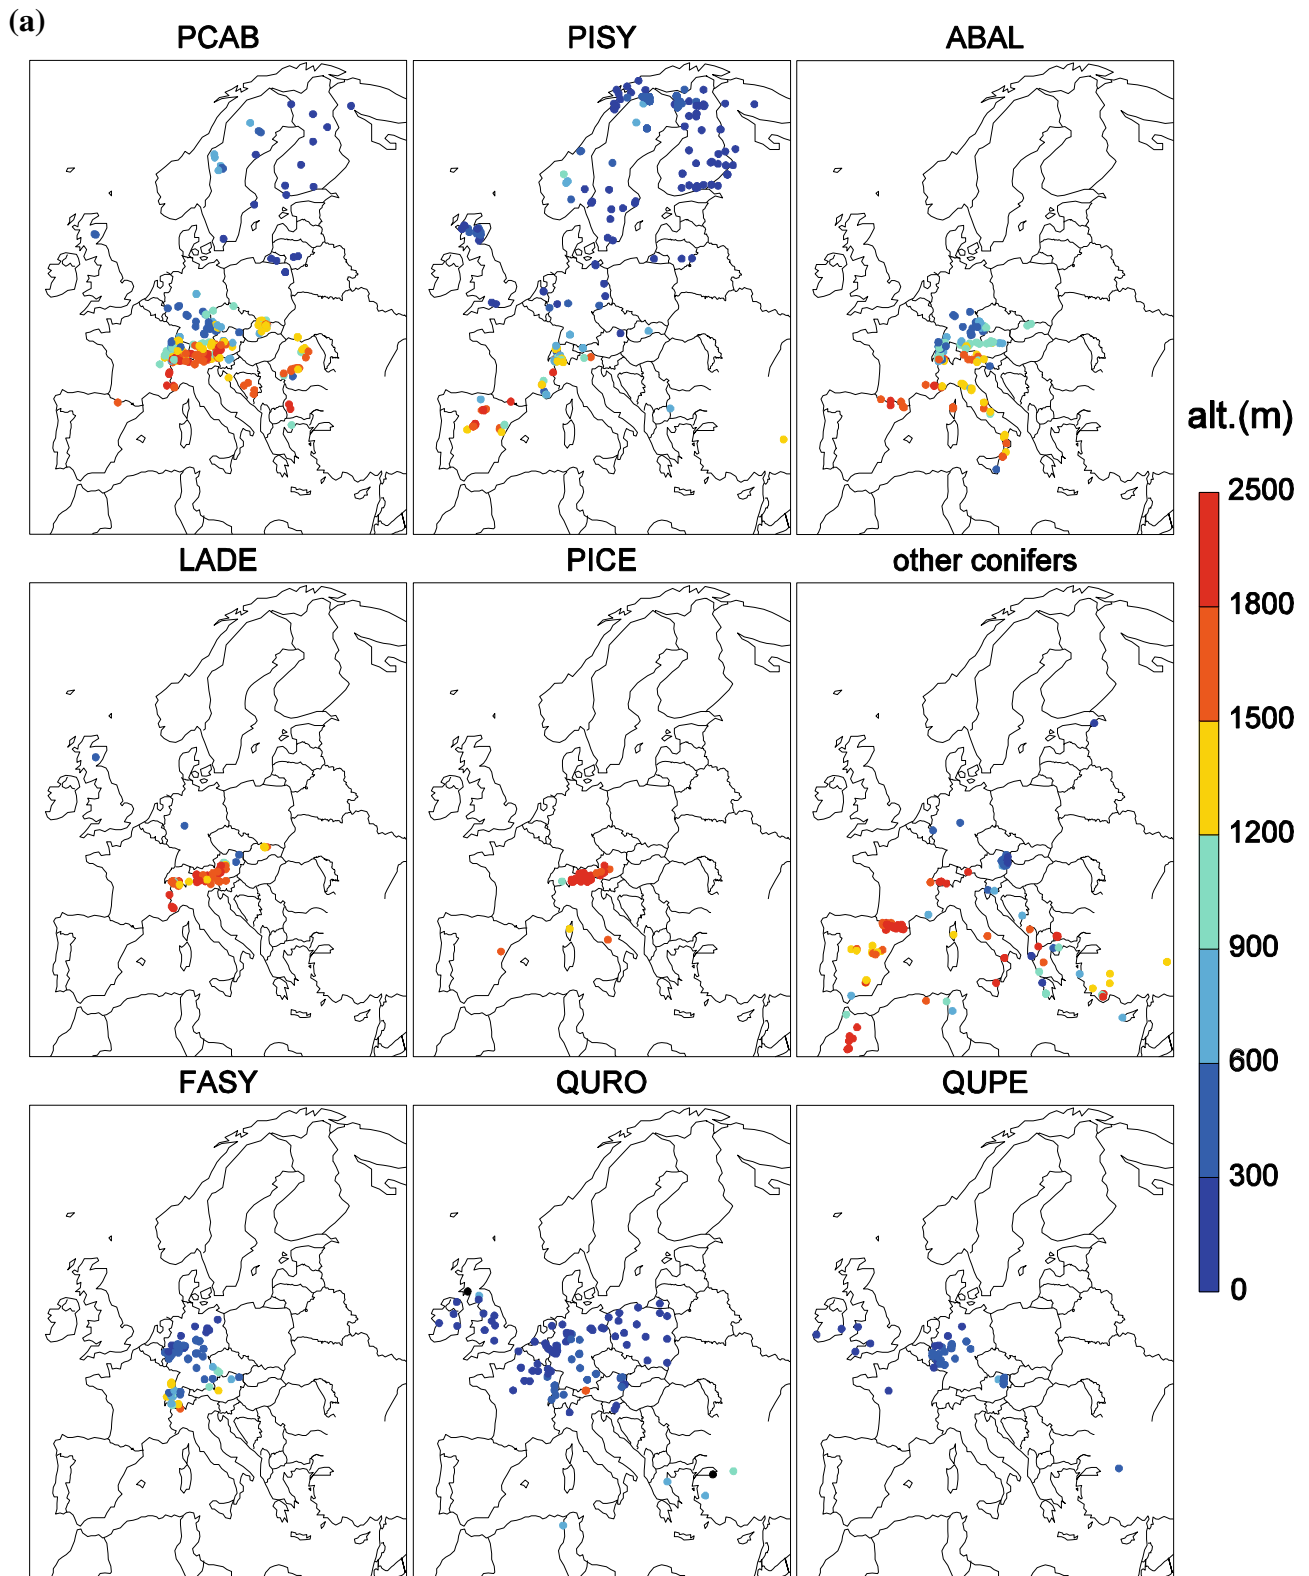 (a)
PCAB
PISY
ABAL
LADE
PICE
other conifers
FASY
QURO
QUPE
alt.(m)
2500
1800
1500
1200
900
600
300
0